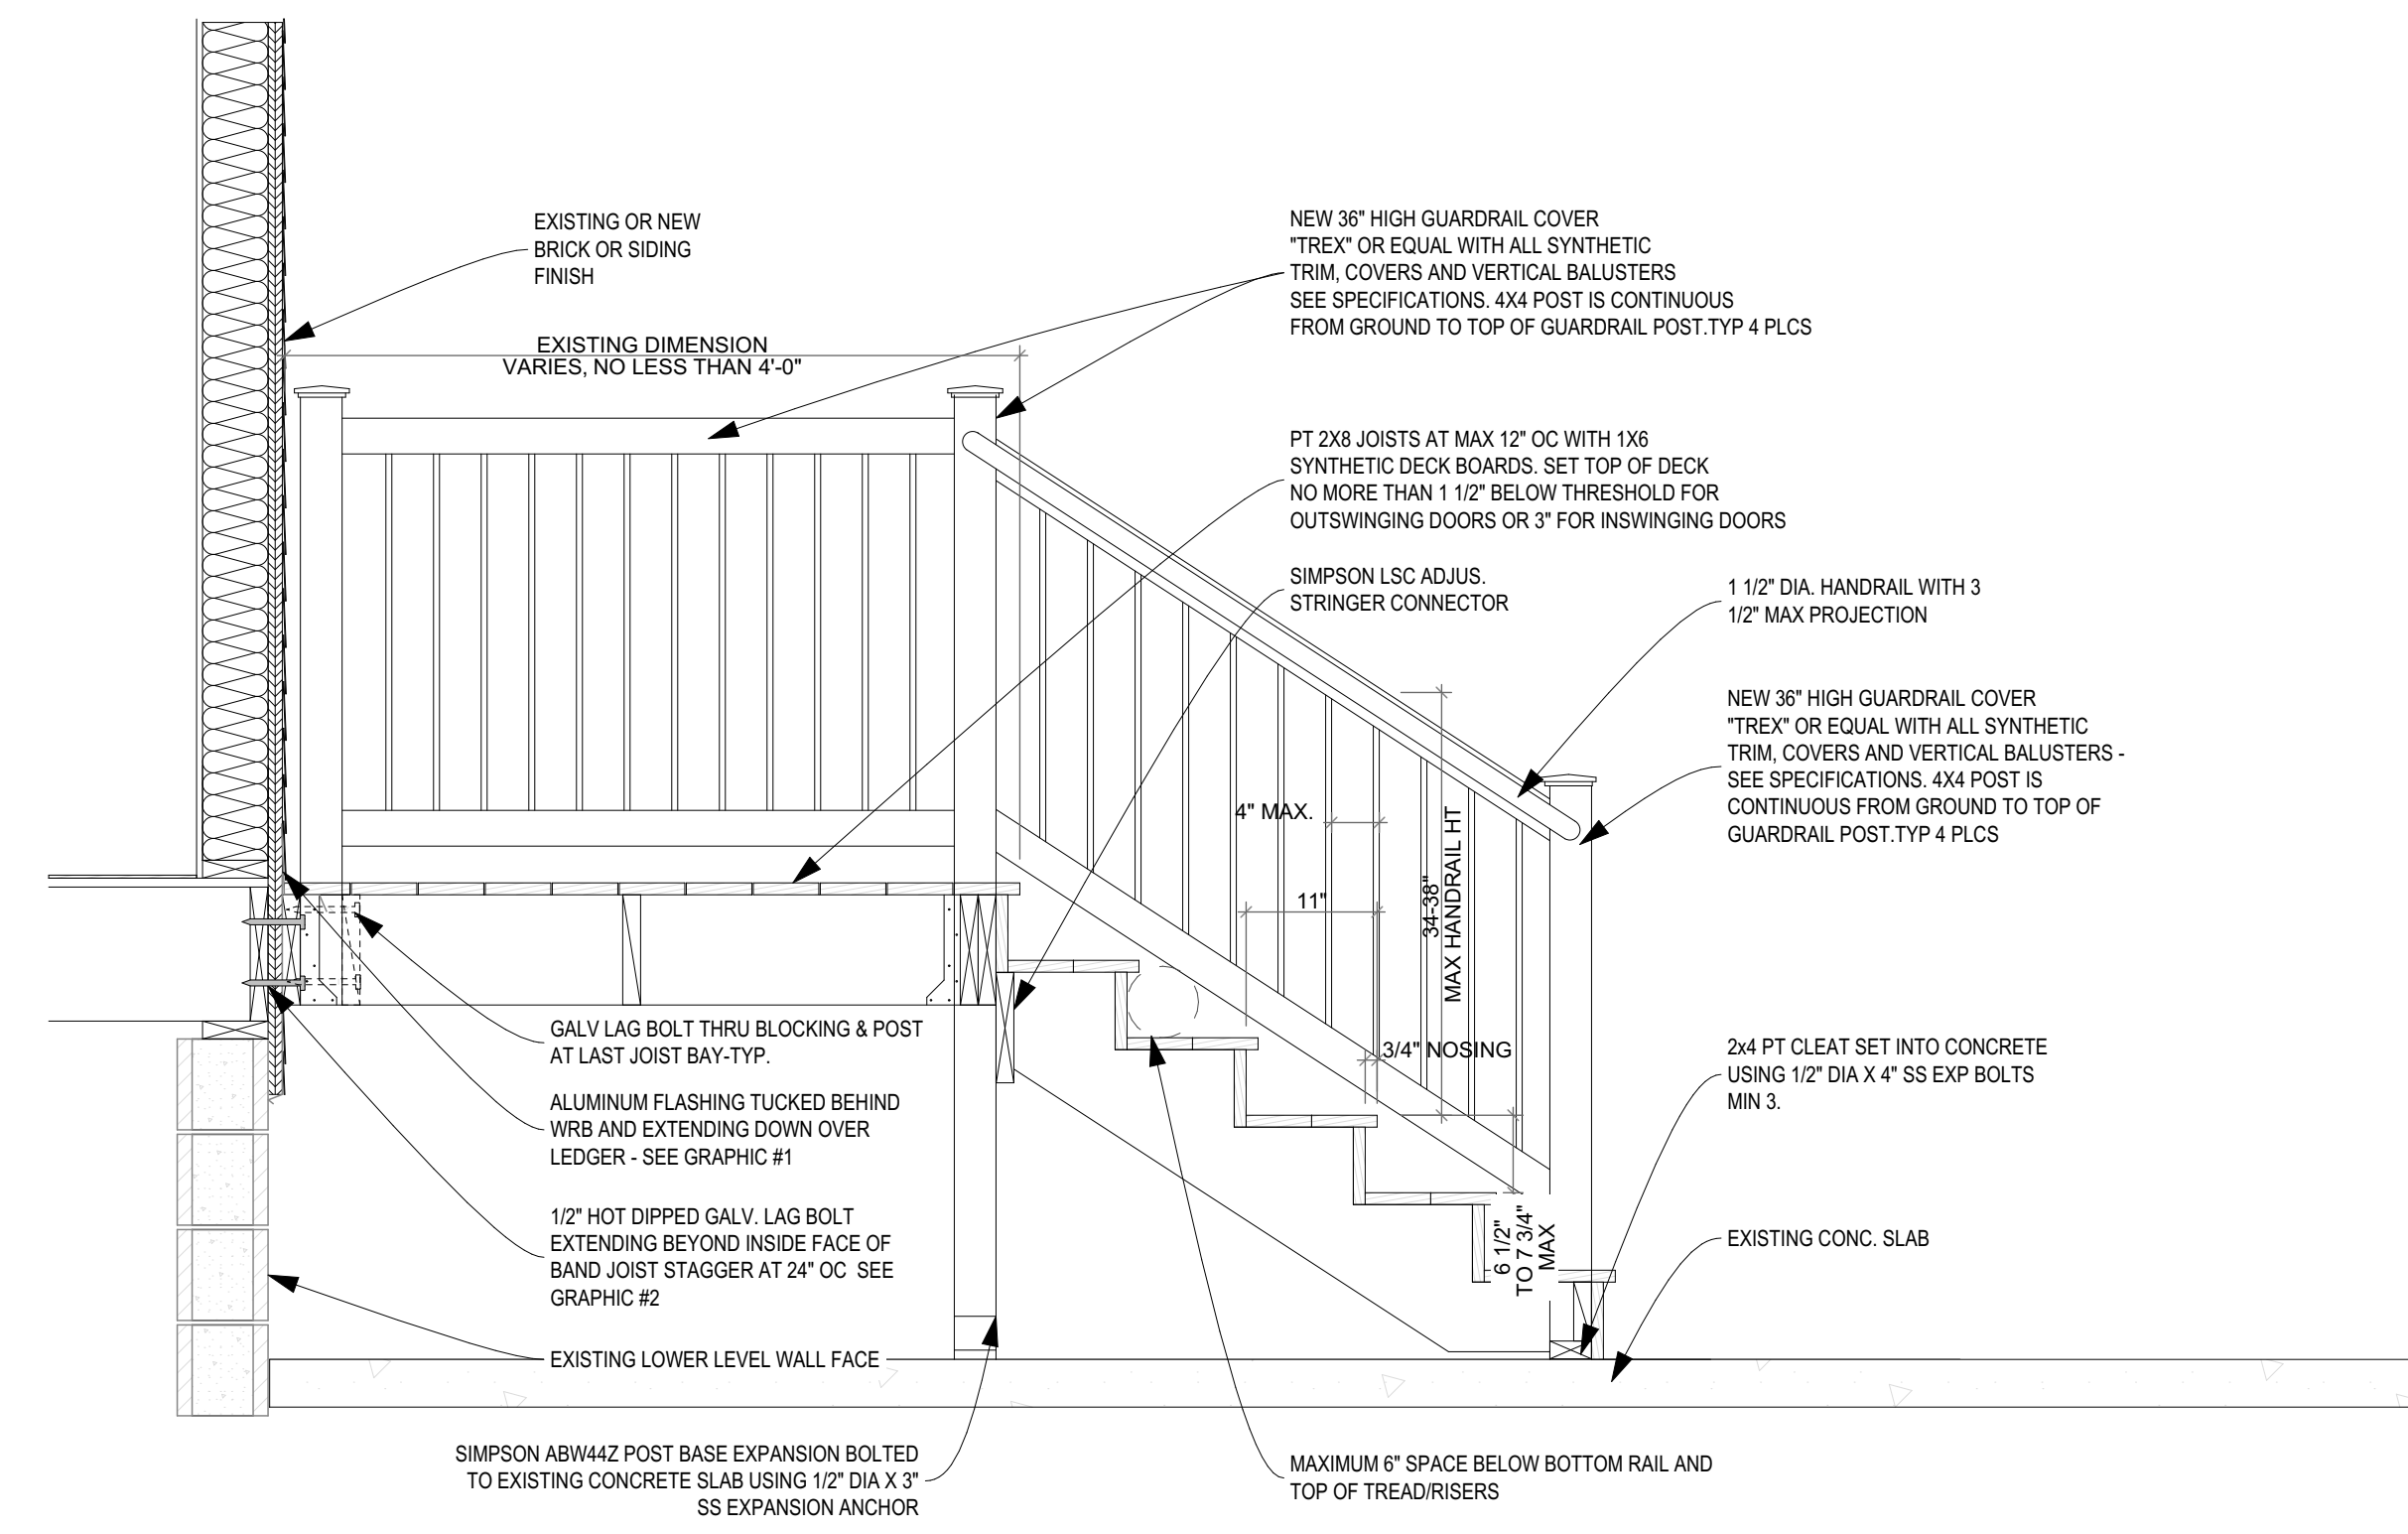 EXISTING OR NEW
BRICK OR SIDING
FINISH
EXISTING DIMENSION
VARIES, NO LESS THAN 4'-0"
NEW 36" HIGH GUARDRAIL COVER
"TREX" OR EQUAL WITH ALL SYNTHETIC
TRIM, COVERS AND VERTICAL BALUSTERS
SEE SPECIFICATIONS. 4X4 POST IS CONTINUOUS
FROM GROUND TO TOP OF GUARDRAIL POST.TYP 4 PLCS
PT 2X8 JOISTS AT MAX 12" OC WITH 1X6
SYNTHETIC DECK BOARDS. SET TOP OF DECK
NO MORE THAN 1 1/2" BELOW THRESHOLD FOR
OUTSWINGING DOORS OR 3" FOR INSWINGING DOORS
SIMPSON LSC ADJUS.
STRINGER CONNECTOR
1 1/2" DIA. HANDRAIL WITH 3
1/2" MAX PROJECTION
NEW 36" HIGH GUARDRAIL COVER
"TREX" OR EQUAL WITH ALL SYNTHETIC
TRIM, COVERS AND VERTICAL BALUSTERS -
SEE SPECIFICATIONS. 4X4 POST IS
CONTINUOUS FROM GROUND TO TOP OF
GUARDRAIL POST.TYP 4 PLCS
4" MAX.
11"
34-38"
MAX HANDRAIL HT
3/4" NOSING
6 1/2"
TO 7 3/4"
MAX
GALV LAG BOLT THRU BLOCKING & POST
AT LAST JOIST BAY-TYP.
ALUMINUM FLASHING TUCKED BEHIND
WRB AND EXTENDING DOWN OVER
LEDGER - SEE GRAPHIC #1
1/2" HOT DIPPED GALV. LAG BOLT
EXTENDING BEYOND INSIDE FACE OF
BAND JOIST STAGGER AT 24" OC SEE
GRAPHIC #2
EXISTING LOWER LEVEL WALL FACE
2x4 PT CLEAT SET INTO CONCRETE
USING 1/2" DIA X 4" SS EXP BOLTS
MIN 3.
EXISTING CONC. SLAB
SIMPSON ABW44Z POST BASE EXPANSION BOLTED
TO EXISTING CONCRETE SLAB USING 1/2" DIA X 3"
SS EXPANSION ANCHOR
MAXIMUM 6" SPACE BELOW BOTTOM RAIL AND
TOP OF TREAD/RISERS